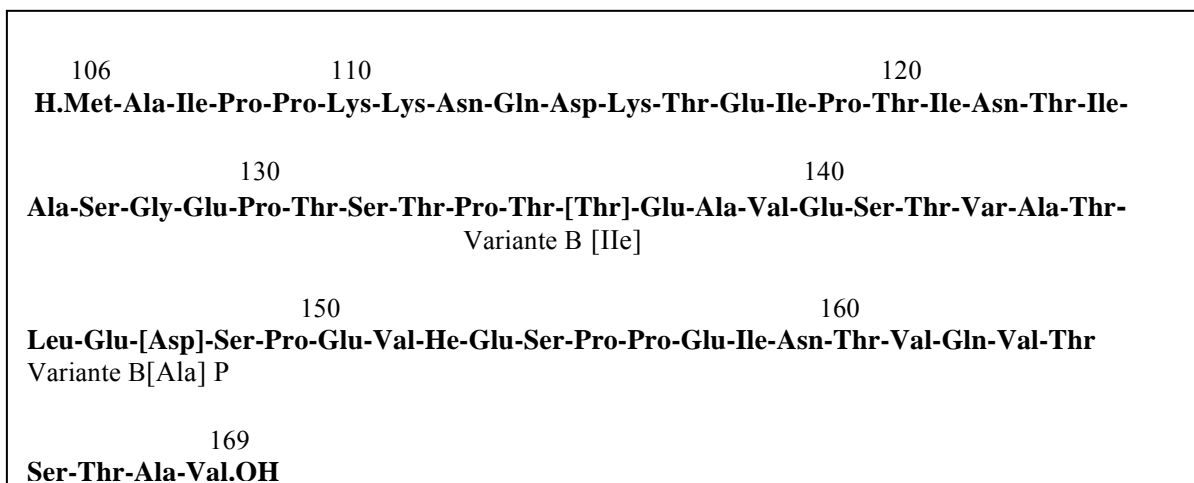 106 110 120
H.Met-Ala-Ile-Pro-Pro-Lys-Lys-Asn-Gln-Asp-Lys-Thr-Glu-Ile-Pro-Thr-Ile-Asn-Thr-Ile-
130 140
Ala-Ser-Gly-Glu-Pro-Thr-Ser-Thr-Pro-Thr-[Thr]-Glu-Ala-Val-Glu-Ser-Thr-Var-Ala-Thr-
Variante B [IIe]
150 160
Leu-Glu-[Asp]-Ser-Pro-Glu-Val-He-Glu-Ser-Pro-Pro-Glu-Ile-Asn-Thr-Val-Gln-Val-Thr
Variante B[Ala] P
169
Ser-Thr-Ala-Val.OH